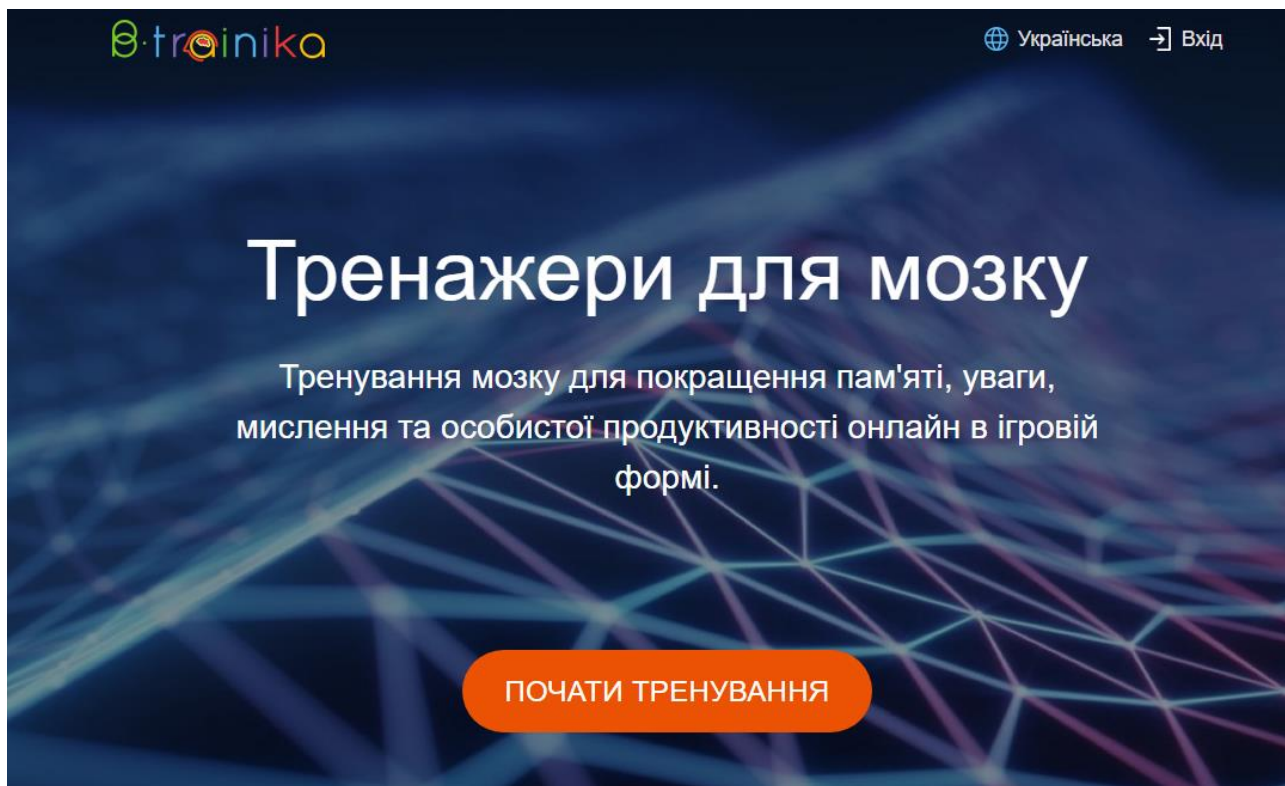 B·trainika
Українська Вхід
Тренажери для мозку
Тренування мозку для покращення пам'яті, уваги,
мислення та особистої продуктивності онлайн в ігровій
формі.
ПОЧАТИ ТРЕНУВАННЯ